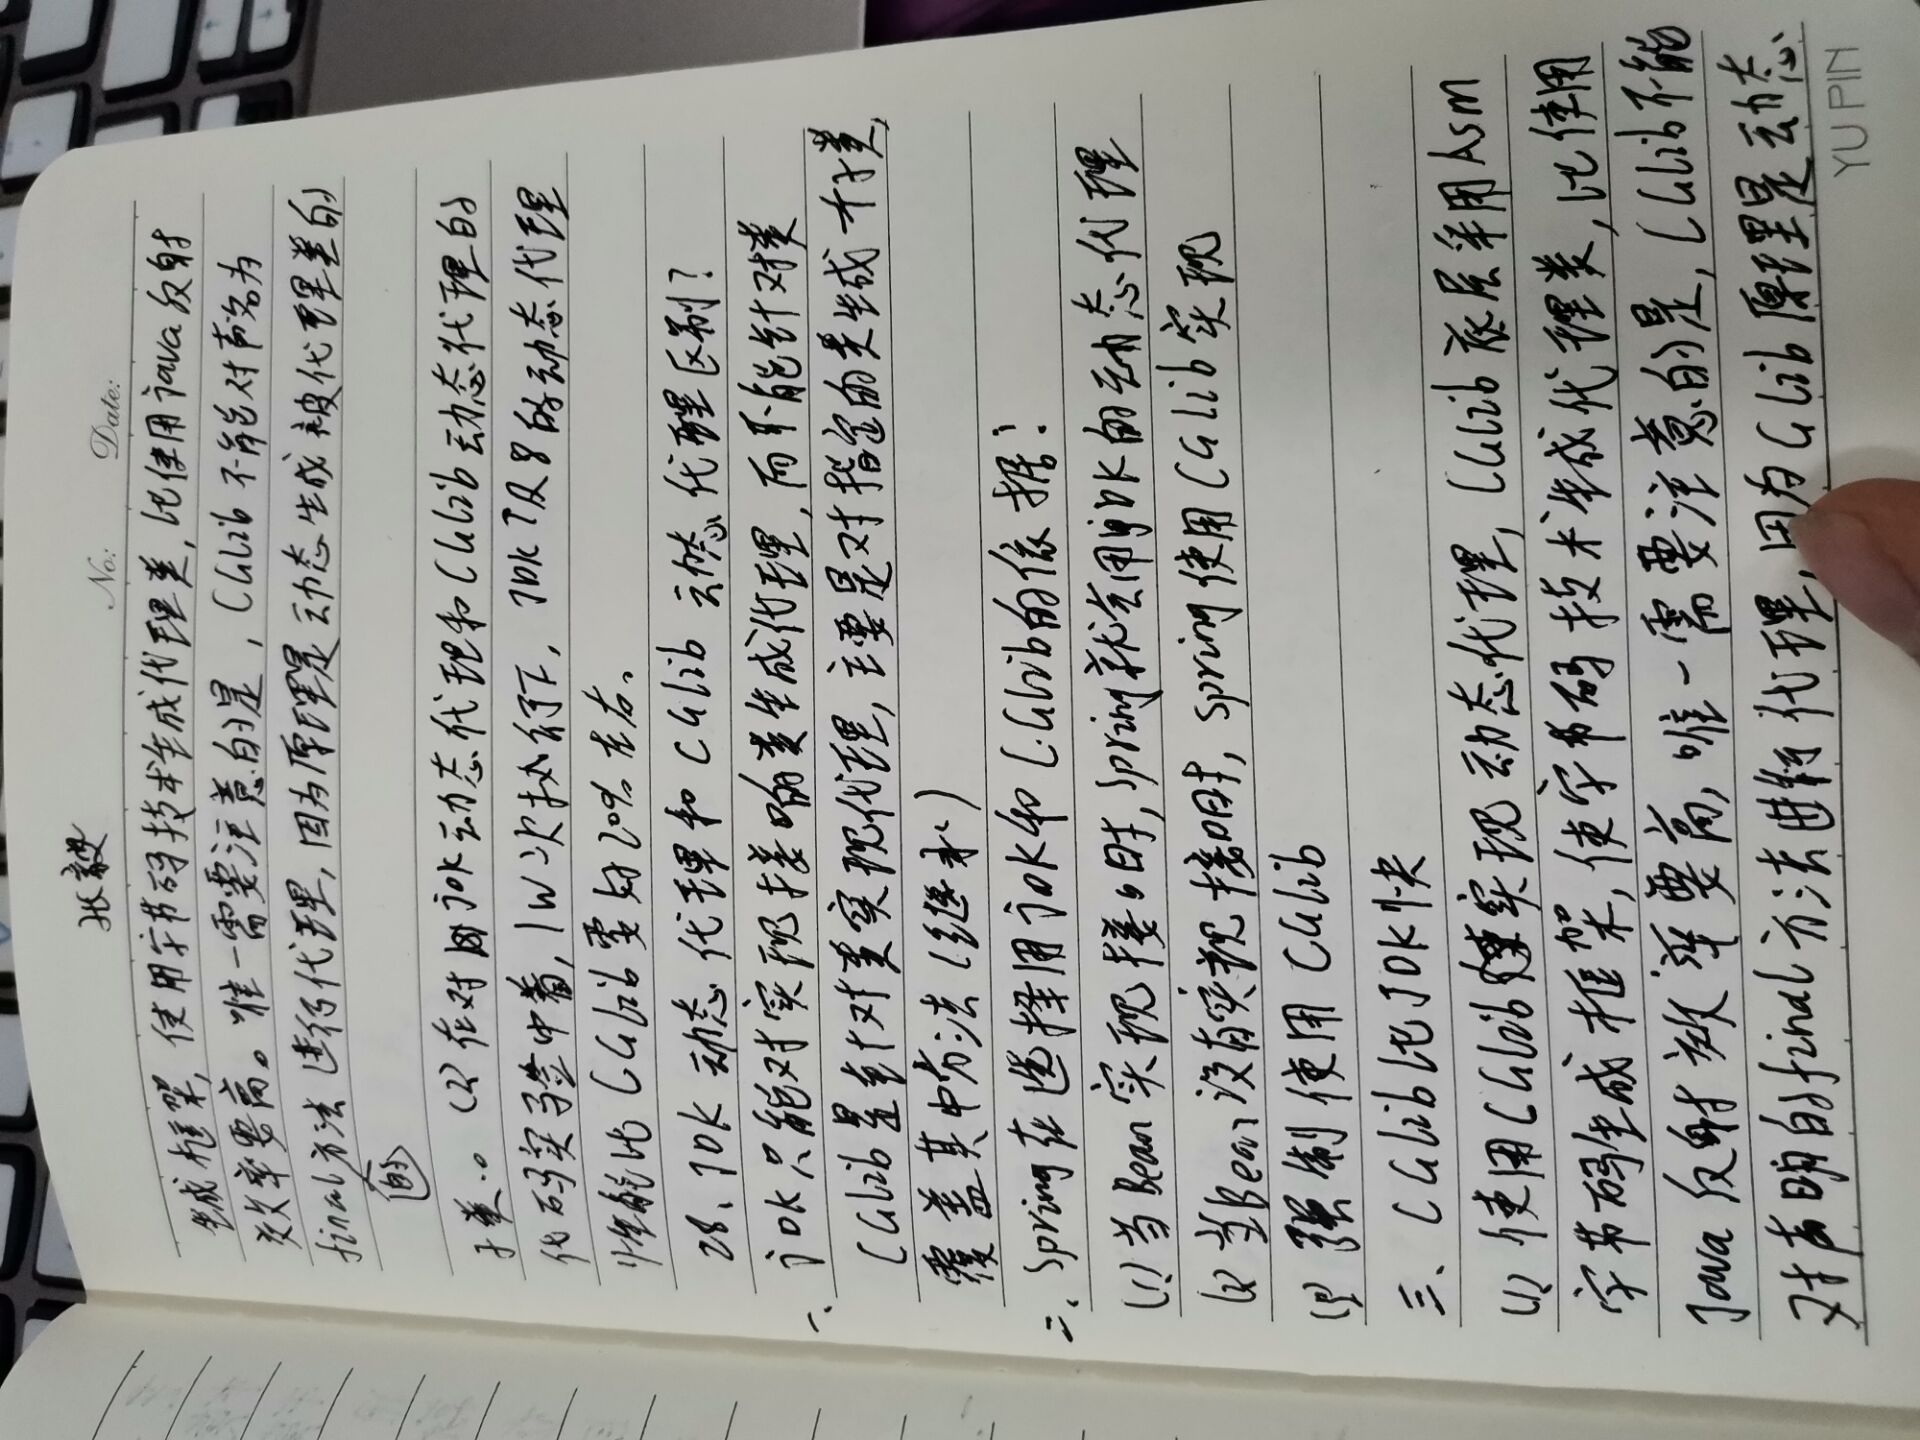 张毅
No: Date:
生成框架, 使用字节码技术生成代理类, 比使用java反射
效率要高。唯一需要注意的是, CGlib不能对声名为
final方法进行代理, 因为原理是动态生成被代理类的
子类.。(2) 在对 JDK动态代理和CGlib动态代理的
代码实验中看, 1W次执行下, JDK7及8的动态代理
性能比CGlib要好20%左右。
28、JDK动态代理和CGlib动态代理区别?
一、JDK只能对实现接口的类生成代理, 而不能针对类
CGlib是针对类实现代理, 主要是对指定的类生成一个子类,
覆盖其中方法 (继承)
二、Spring在选择用JDK和CGlib的依据:
(1) 当Bean实现接口时, Spring就会用JDK的动态代理
(2) 当Bean没有实现接口时, Spring使用CGlib实现
(3) 强制使用CGlib
三、CGlib比JDK快
(1) 使用CGlib实现动态代理, CGlib底层采用Asm
字节码生成框架, 使字节码技术生成代理类, 比使用
Java反射效率要高, 唯一需要注意的是, CGlib不能
对声明的final方法进行代理, 因为CGlib原理是动态
YU PIN